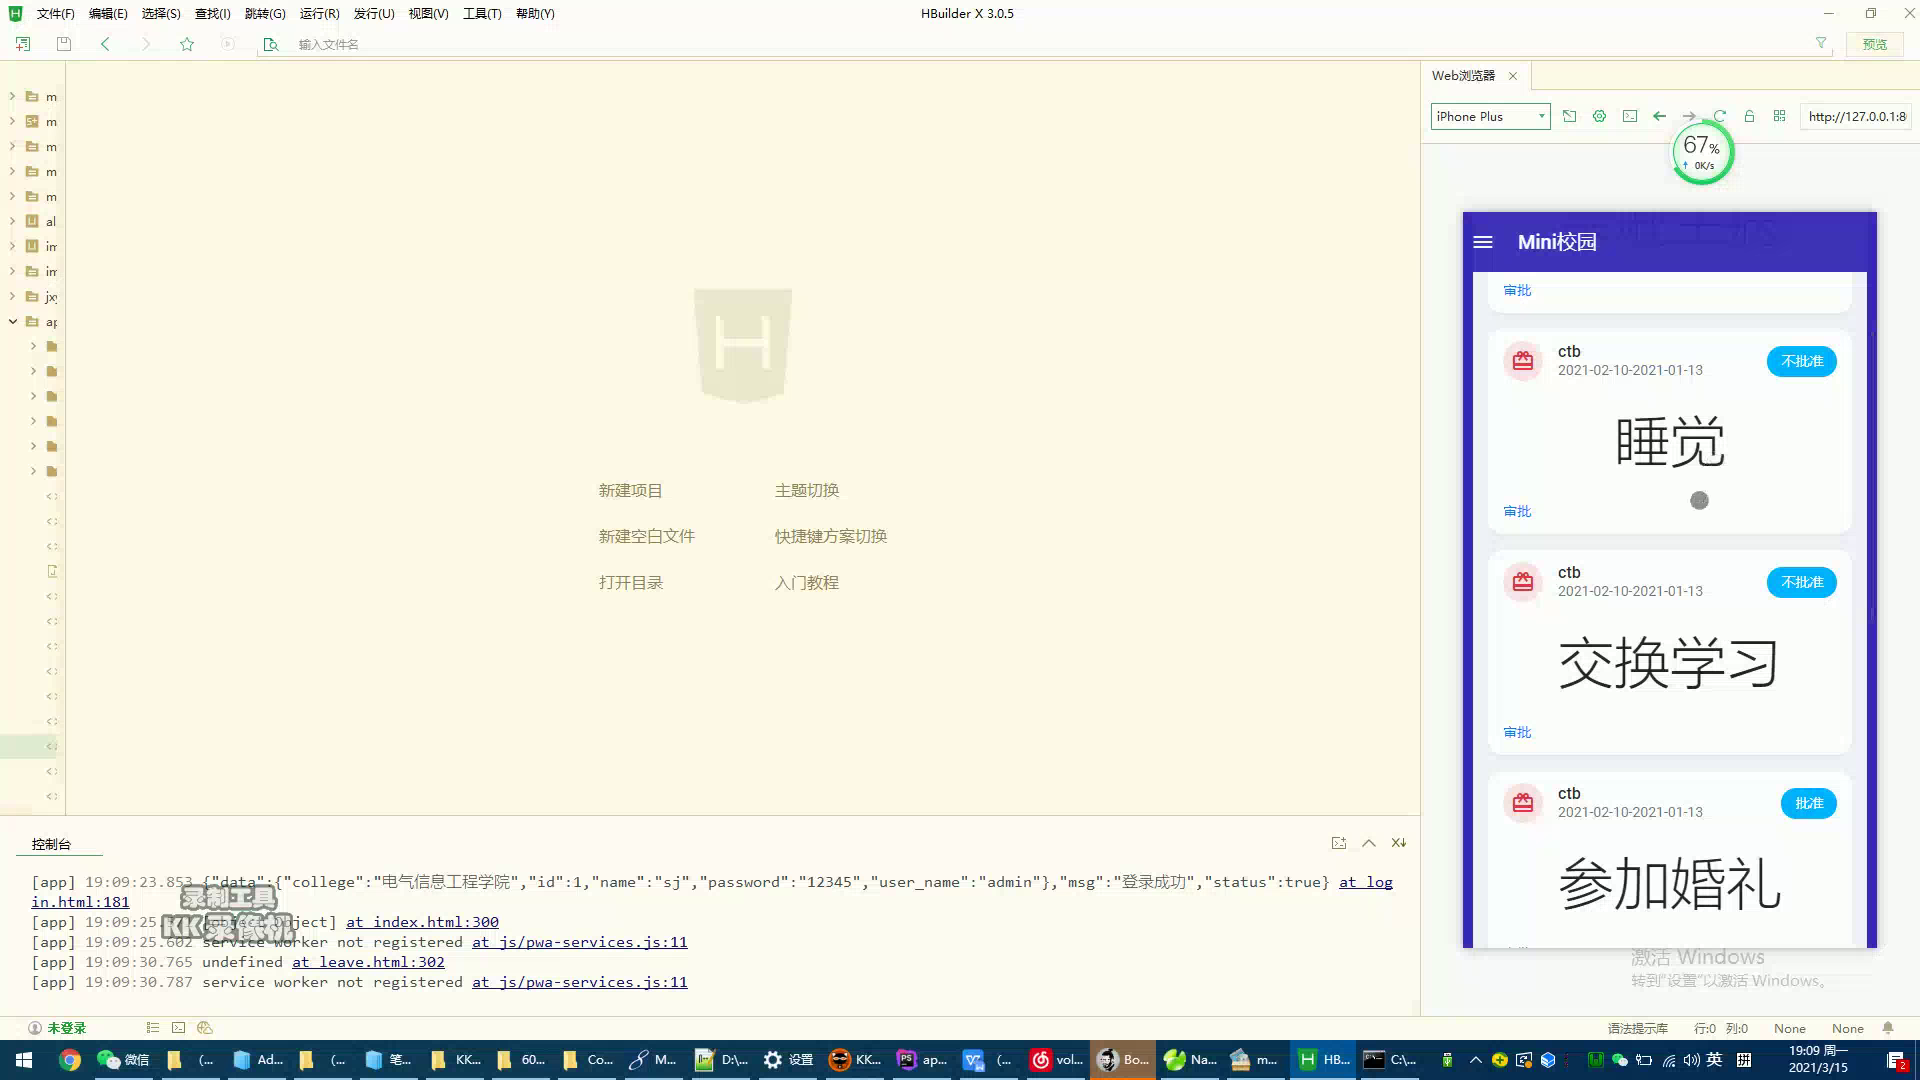 文件(F) 编辑(E) 选择(S) 查找(I) 跳转(G) 运行(R) 发行(U) 视图(V) 工具(T) 帮助(Y)
HBuilder X 3.0.5
输入文件名
预览
m
m
m
m
m
al
im
im
jxy
ap
新建项目
主题切换
新建空白文件
快捷键方案切换
打开目录
入门教程
Web浏览器
iPhone Plus
http://127.0.0.1:8
67%
0K/s
Mini校园
审批
ctb
2021-02-10-2021-01-13
不批准
睡觉
审批
ctb
2021-02-10-2021-01-13
不批准
交换学习
审批
ctb
2021-02-10-2021-01-13
批准
参加婚礼
激活 Windows
转到"设置"以激活 Windows。
控制台
[app] 19:09:23.853 {"data":{"college":"电气信息工程学院","id":1,"name":"sj","password":"12345","user_name":"admin"},"msg":"登录成功","status":true} at log
in.html:181
录制工具
KK录像机
[app] 19:09:25. object] at index.html:300
[app] 19:09:25.602 service worker not registered at js/pwa-services.js:11
[app] 19:09:30.765 undefined at leave.html:302
[app] 19:09:30.787 service worker not registered at js/pwa-services.js:11
未登录
语法提示库
行:0 列:0
None
None
微信
(...
Ad...
(...
笔...
KK...
60...
Co...
M...
D:\...
设置
KK...
ap...
(...
vol...
Bo...
Na...
m...
HB...
C:\...
英
拼
19:09 周一
2021/3/15
2